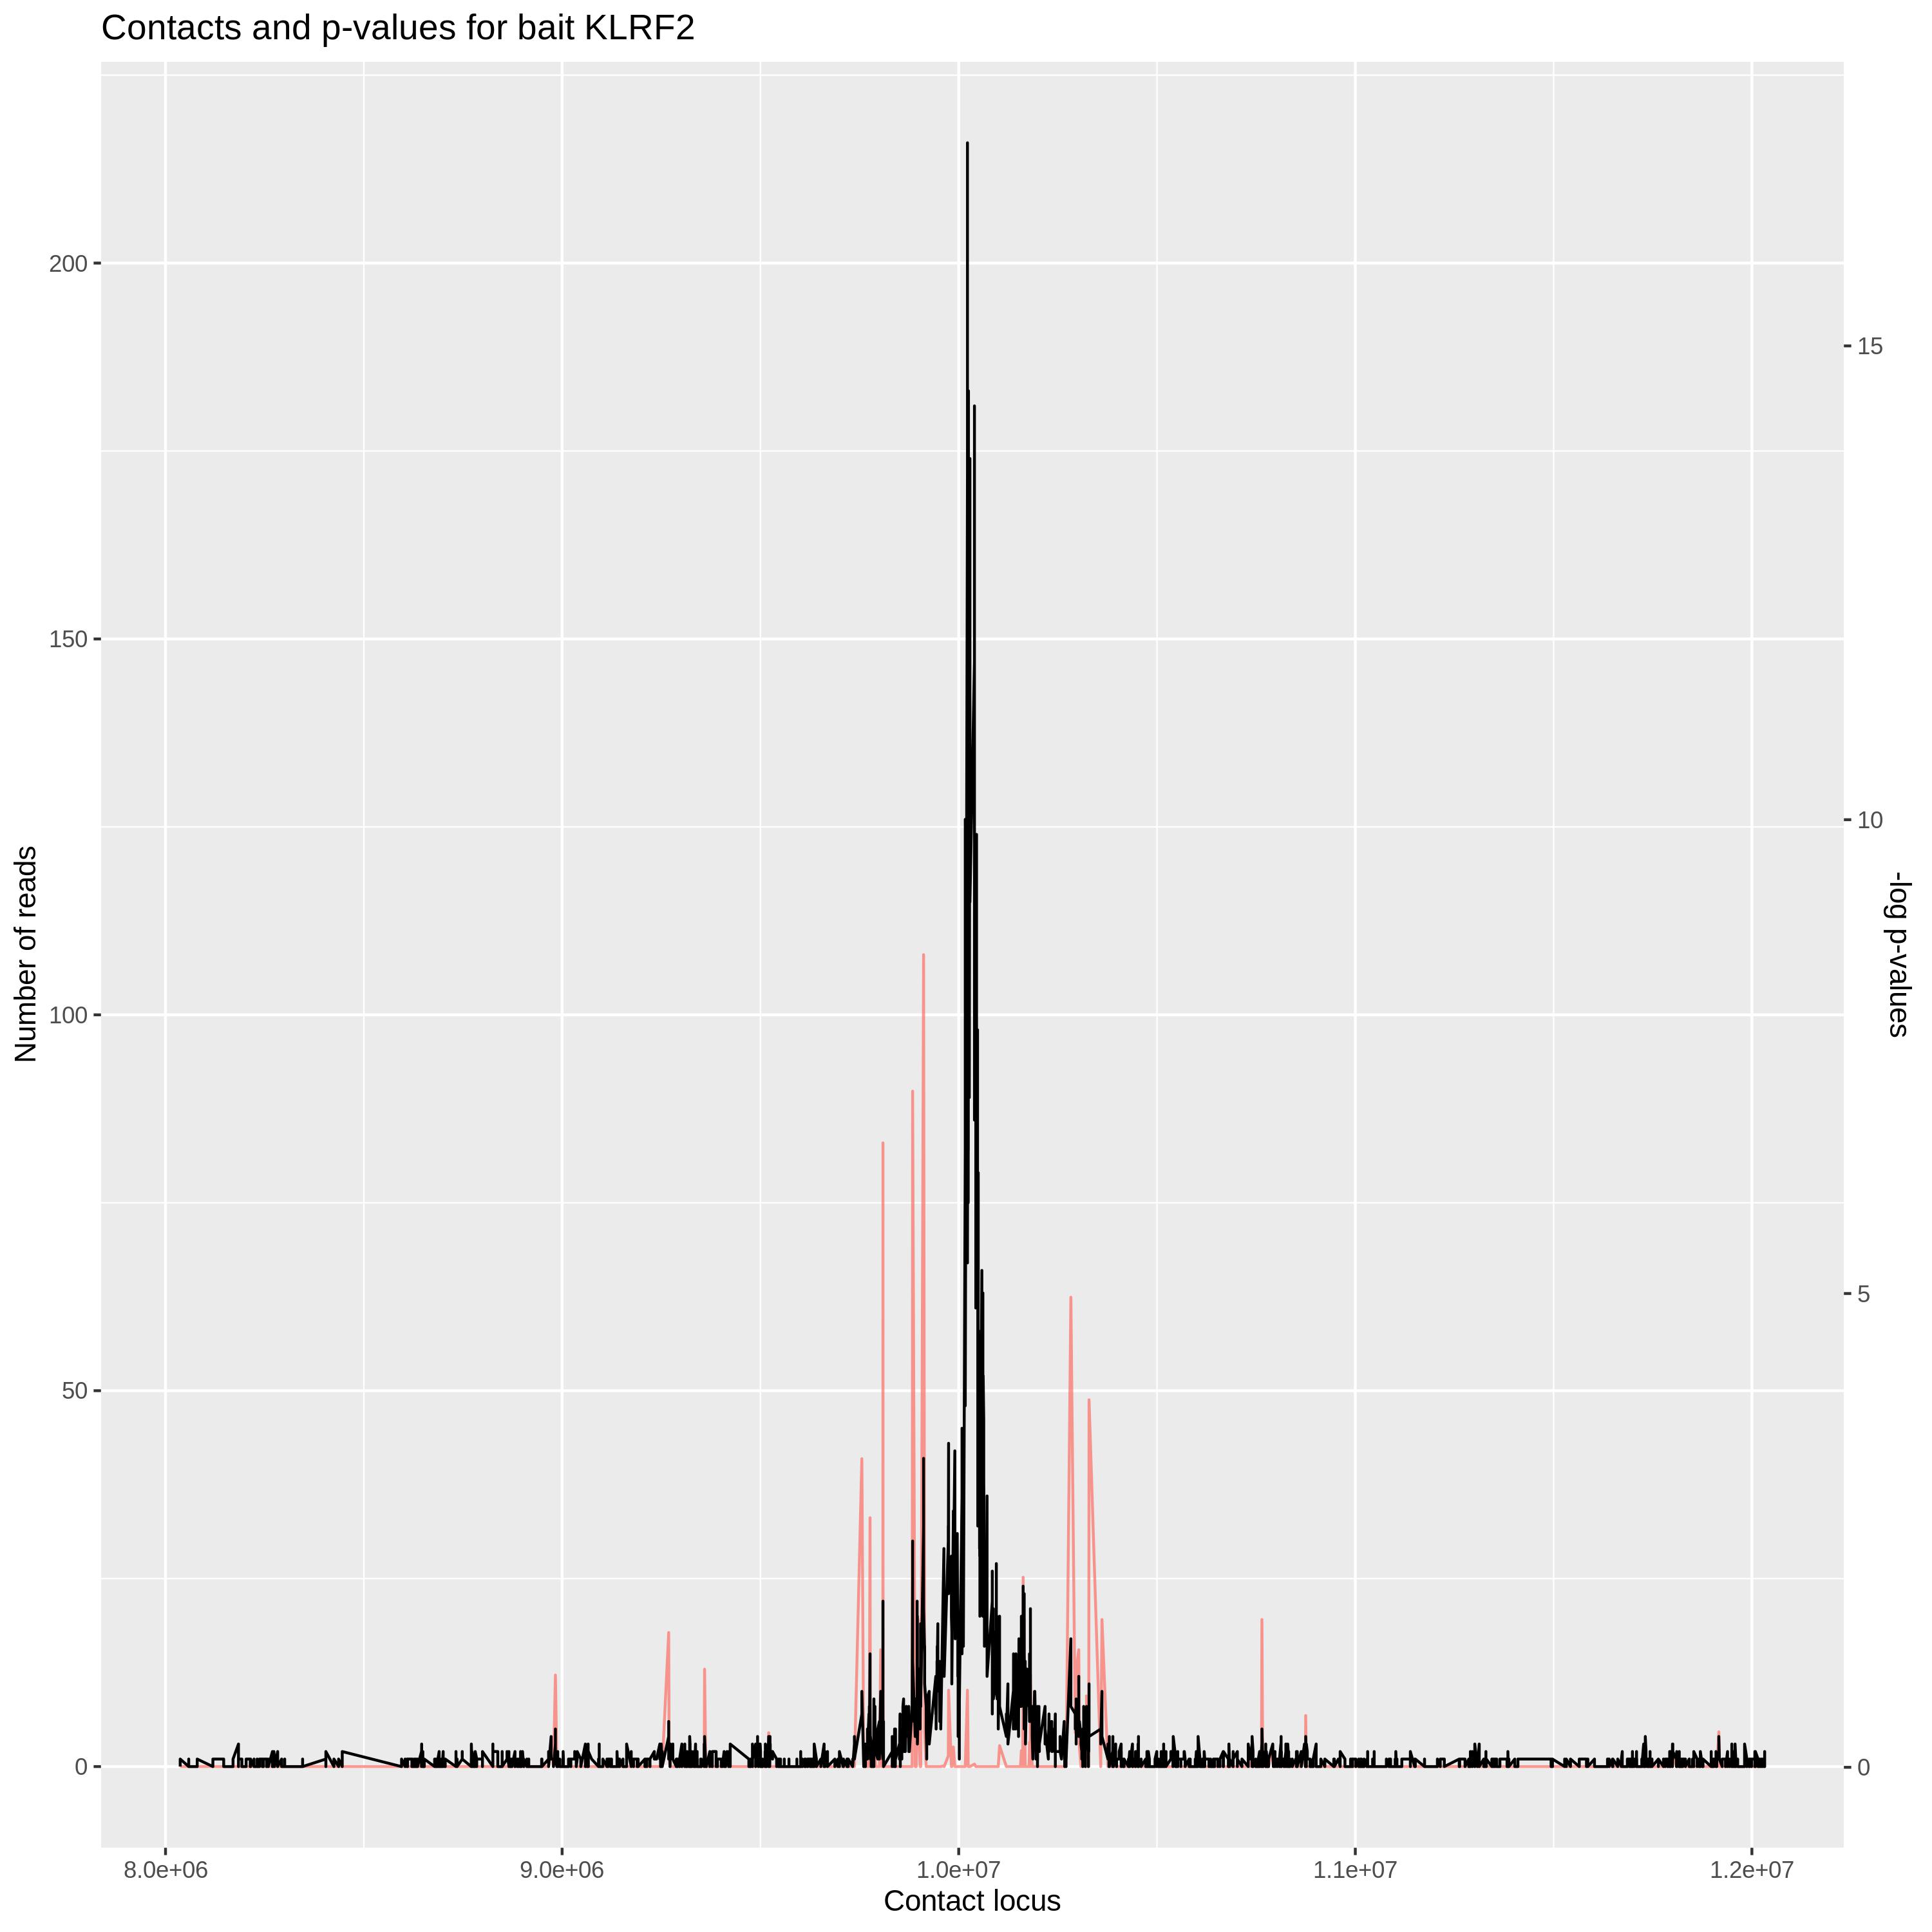 Contacts and p-values for bait KLRF2
Number of reads
200
150
100
50
0
15
10
5
0
-log p-values
8.0e+06
9.0e+06
1.0e+07
1.1e+07
1.2e+07
Contact locus